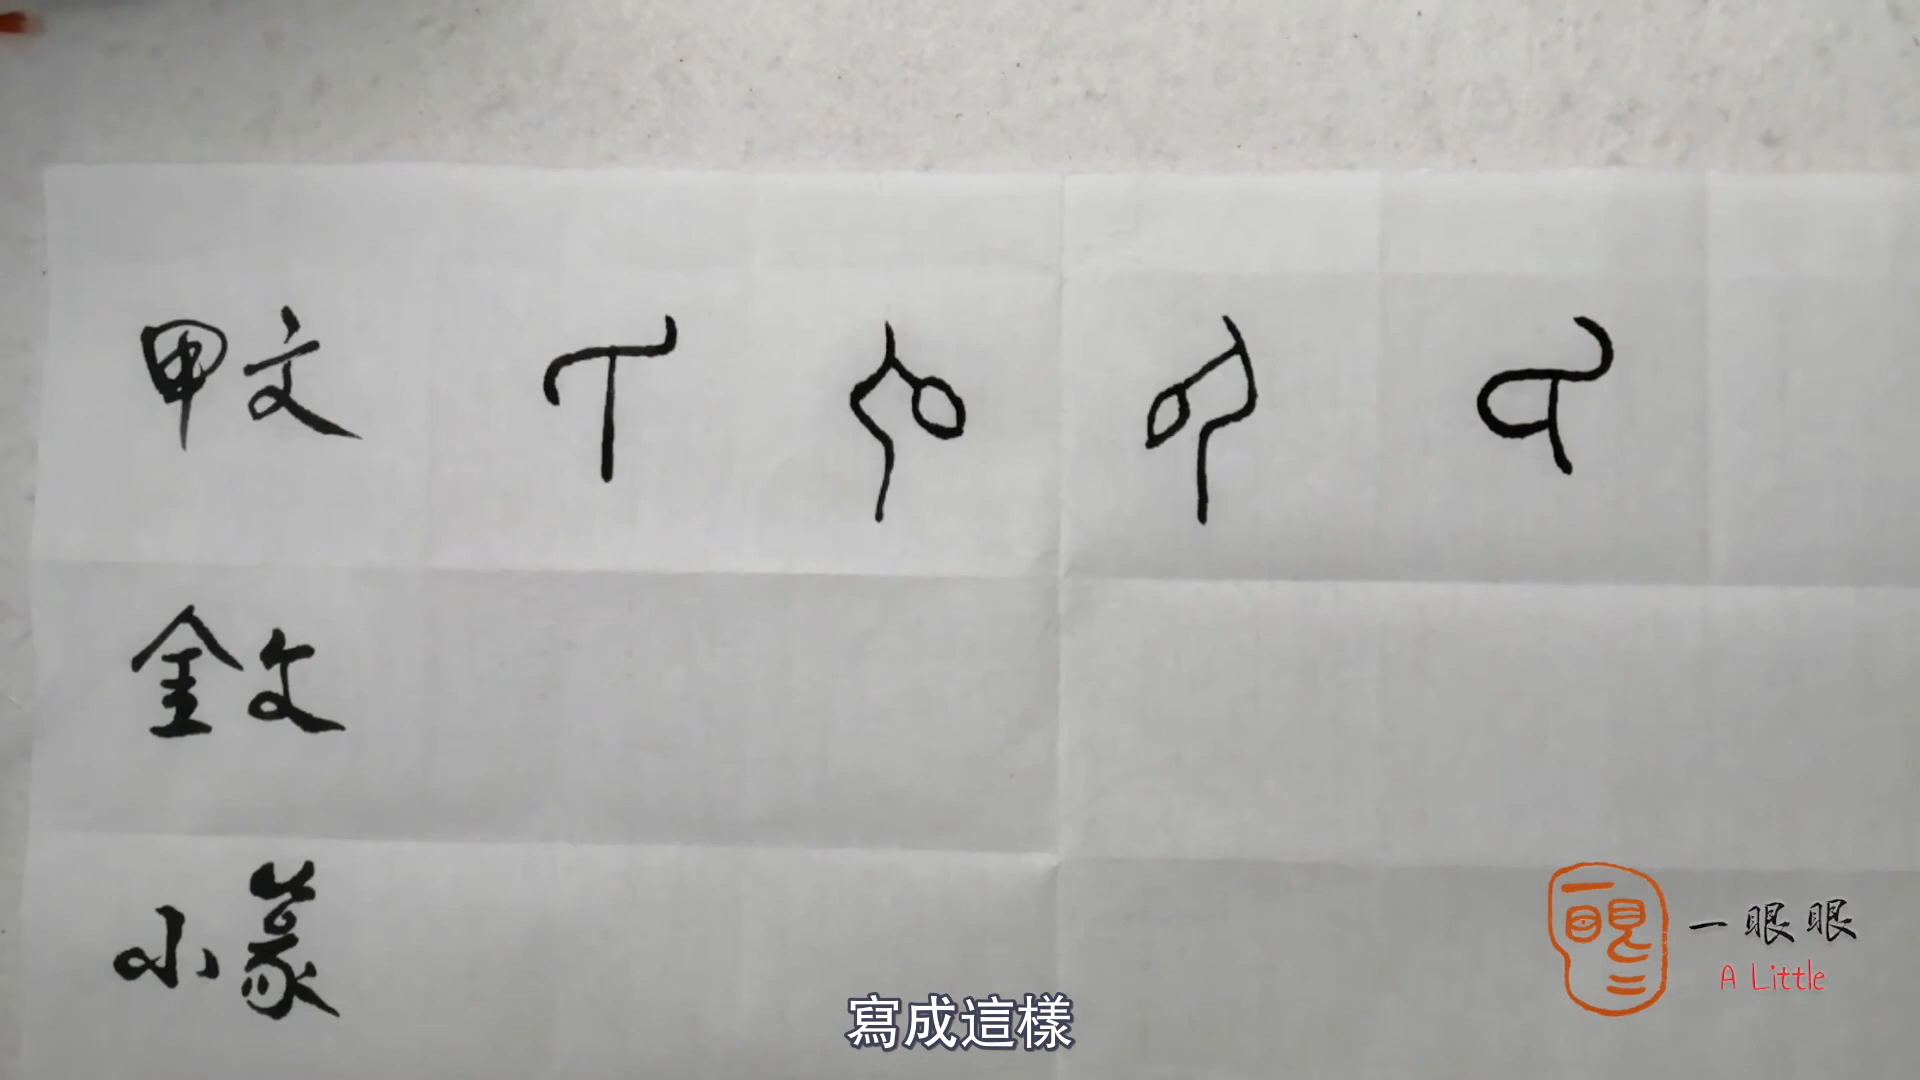 甲文
金文
小篆
一眼眼
A Little
寫成這樣